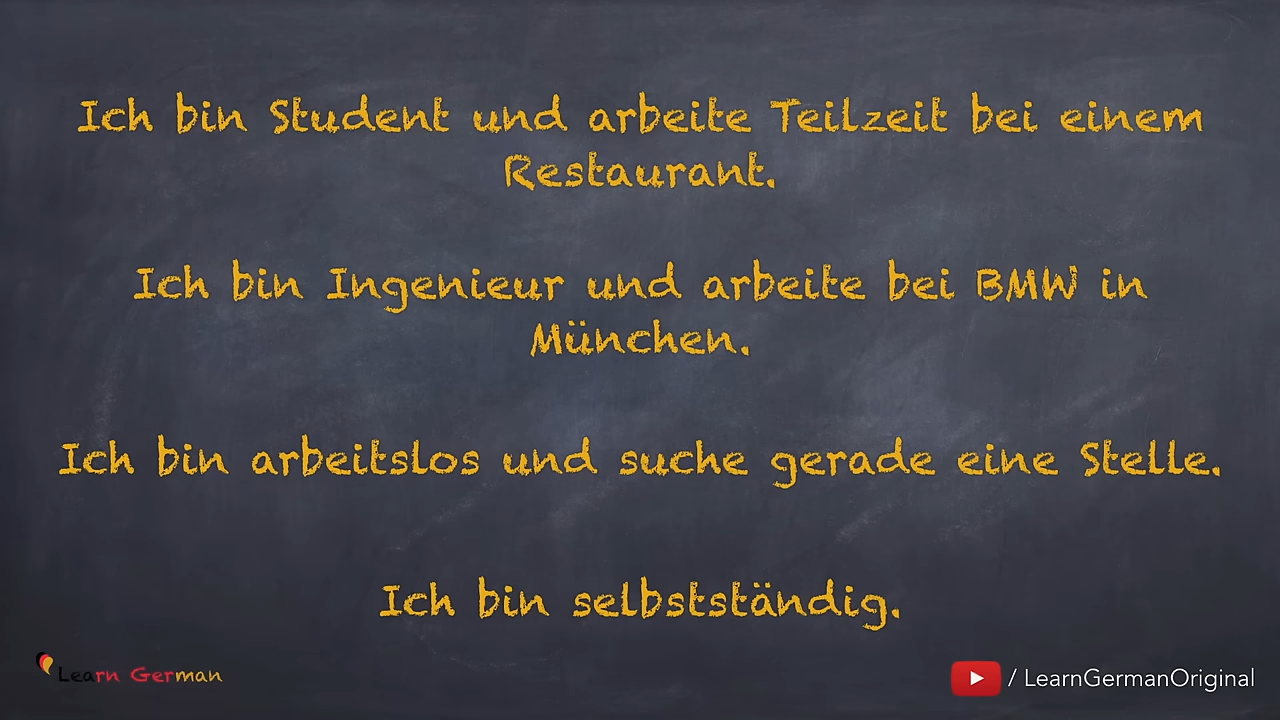 Ich bin Student und arbeite Teilzeit bei einem
Restaurant.
Ich bin Ingenieur und arbeite bei BMW in
München.
Ich bin arbeitslos und suche gerade eine Stelle.
Ich bin selbstständig.
Learn German
/ LearnGermanOriginal